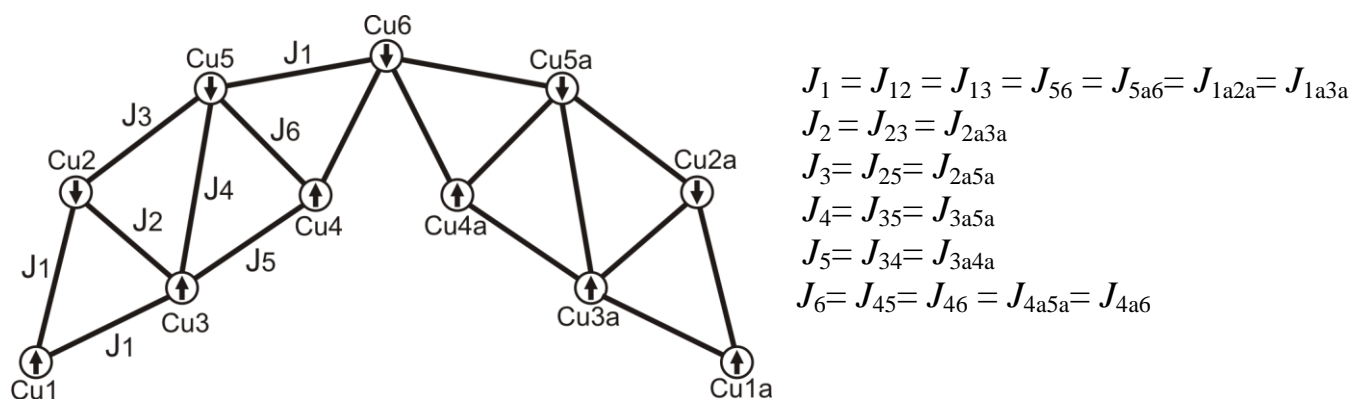 Cu6
Cu5
J1
Cu5a
J3
J6
Cu2
Cu2a
J4
J2
Cu4
Cu4a
J5
J1
Cu3
Cu3a
J1
Cu1
Cu1a
J1 = J12 = J13 = J56 = J5a6= J1a2a= J1a3a
J2 = J23 = J2a3a
J3= J25= J2a5a
J4= J35= J3a5a
J5= J34= J3a4a
J6= J45= J46 = J4a5a= J4a6